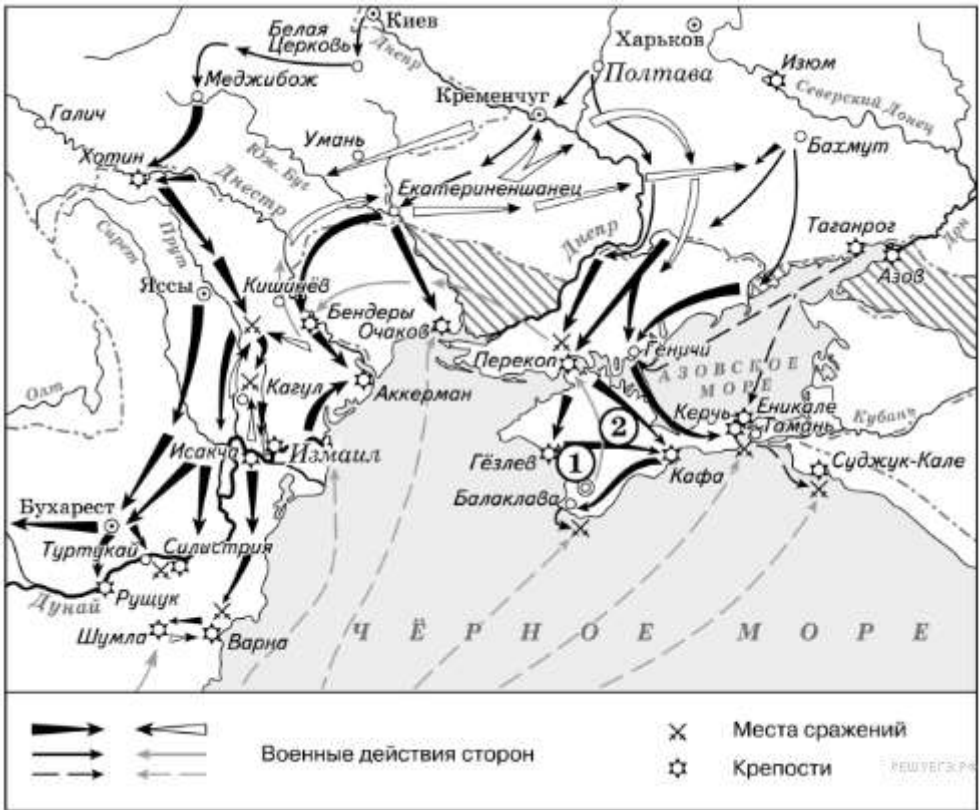 Киев
Белая
Церковь
Днепр
Харьков
Изюм
Полтава
Меджибож
Северский Донец
Галич
Кременчуг
Умань
Бахмут
Хотин
Юж. Буг
Днестр
Екатериненшанец
Сирет
Прут
Днепр
Таганрог
Дон
Яссы
Кишинёв
Азов
Бендеры
Очаков
Перекоп
Геничи
АЗОВСКОЕ
МОРЕ
Олт
Кагул
Аккерман
Керчь
Еникале
Тамань
Кубань
2
Исакча
Измаил
Гёзлев
1
Кафа
Суджук-Кале
Балаклава
Бухарест
Туртукай
Силистрия
Дунай
Рущук
Шумла
Варна
ЧЁРНОЕ МОРЕ
Военные действия сторон
Места сражений
Крепости
РЕШУЕГЭ.РФ